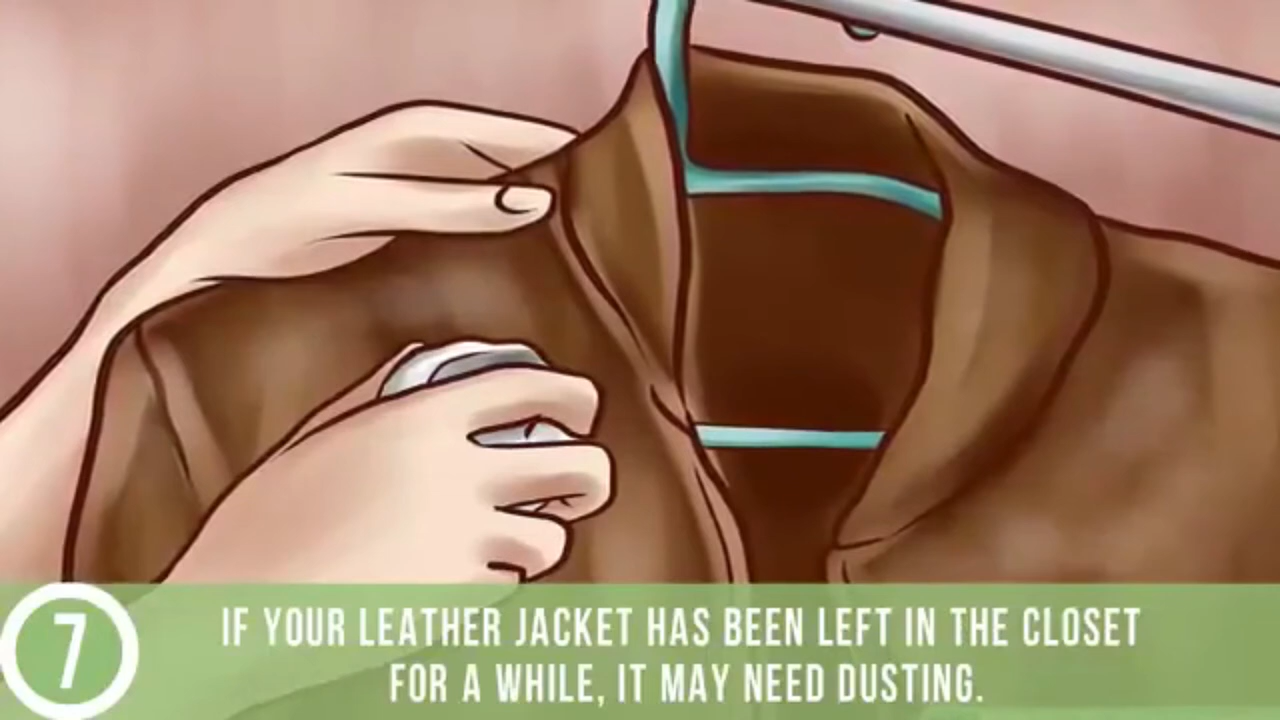 7
IF YOUR LEATHER JACKET HAS BEEN LEFT IN THE CLOSET
FOR A WHILE, IT MAY NEED DUSTING.